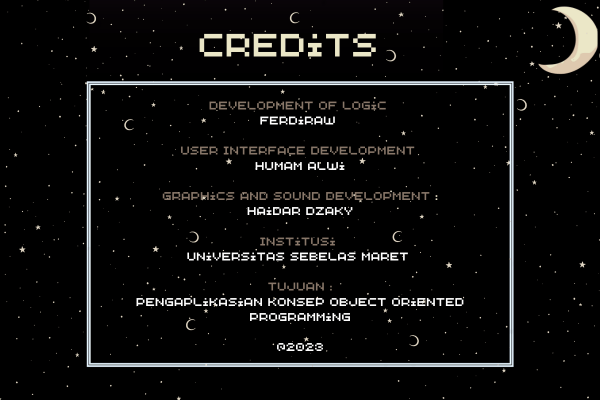 CREDiTS
DEVELOPMENT OF LOGiC
FERDiRAW
USER INTERFACE DEVELOPMENT
HUMAM ALWi
GRAPHiCS AND SOUND DEVELOPMENT :
HAiDAR DZAKY
iNSTiTUSi
UNiVERSiTAS SEBELAS MARET
TUJUAN :
PENGAPLiKASiAN KONSEP OBJECT ORiENTED
PROGRAMMiNG
@2023